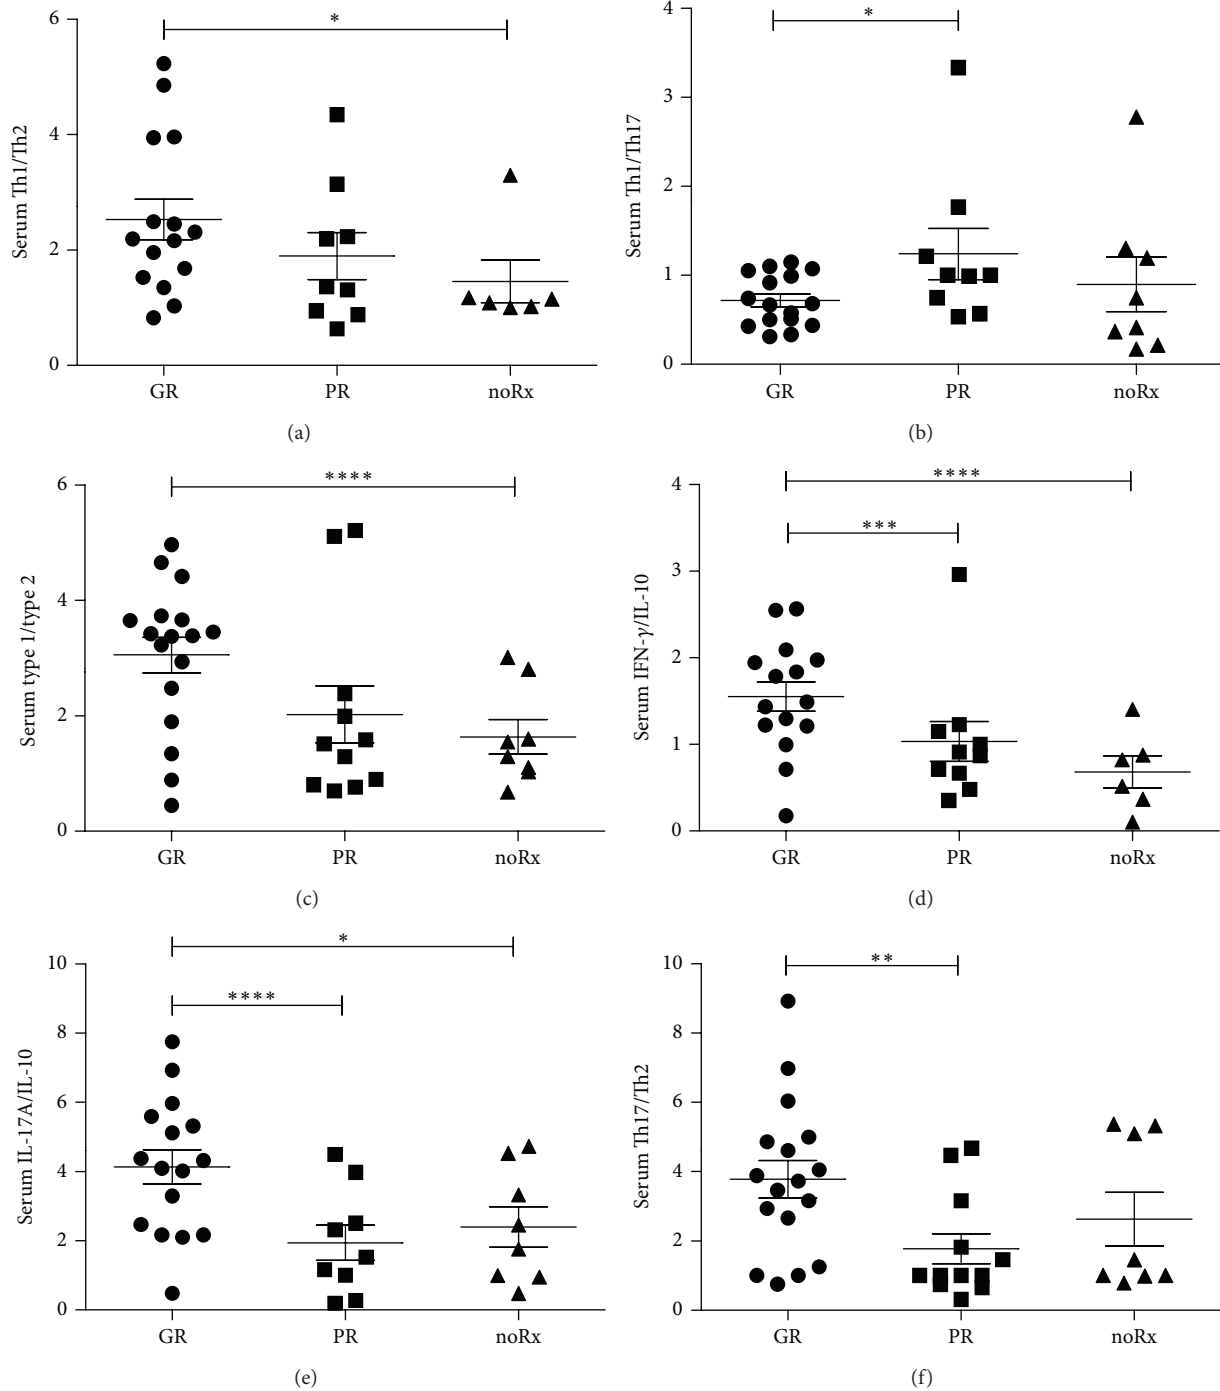 Serum Th1/Th2
6
4
2
0
*
GR PR noRx
(a)
Serum Th1/Th17
4
3
2
1
0
*
GR PR noRx
(b)
Serum type 1/type 2
6
4
2
0
****
GR PR noRx
(c)
Serum IFN-γ/IL-10
4
3
2
1
0
****
***
GR PR noRx
(d)
Serum IL-17A/IL-10
10
8
6
4
2
0
*
****
GR PR noRx
(e)
Serum Th17/Th2
10
8
6
4
2
0
**
GR PR noRx
(f)